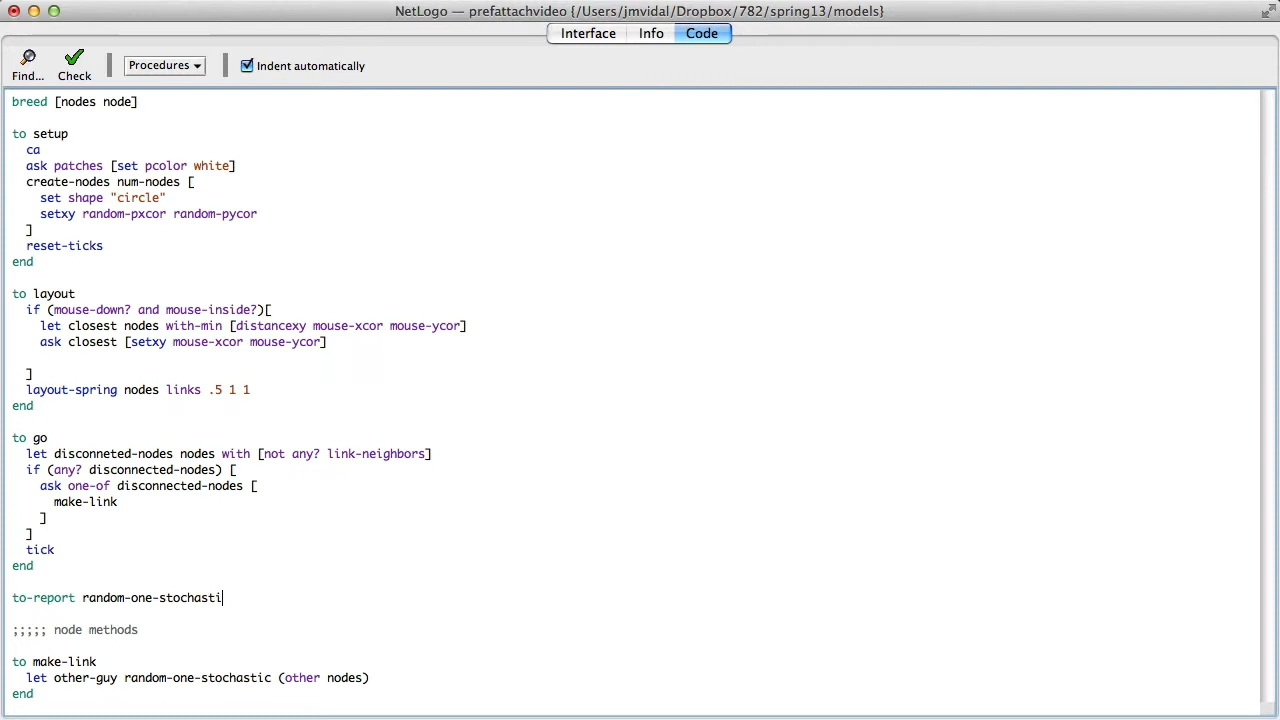 NetLogo — prefattachvideo {/Users/jmvidal/Dropbox/782/spring13/models}
Interface Info Code
Find... Check Procedures Indent automatically
breed [nodes node]
to setup
ca
ask patches [set pcolor white]
create-nodes num-nodes [
set shape "circle"
setxy random-pxcor random-pycor
]
reset-ticks
end
to layout
if (mouse-down? and mouse-inside?)[
let closest nodes with-min [distancexy mouse-xcor mouse-ycor]
ask closest [setxy mouse-xcor mouse-ycor]
]
layout-spring nodes links .5 1 1
end
to go
let disconneted-nodes nodes with [not any? link-neighbors]
if (any? disconnected-nodes) [
ask one-of disconnected-nodes [
make-link
]
]
tick
end
to-report random-one-stochasti
;;;;; node methods
to make-link
let other-guy random-one-stochastic (other nodes)
end